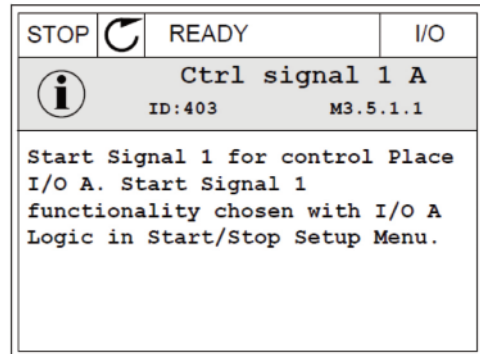 STOP READY I/O
Ctrl signal 1 A
ID:403 M3.5.1.1
Start Signal 1 for control Place
I/O A. Start Signal 1
functionality chosen with I/O A
Logic in Start/Stop Setup Menu.